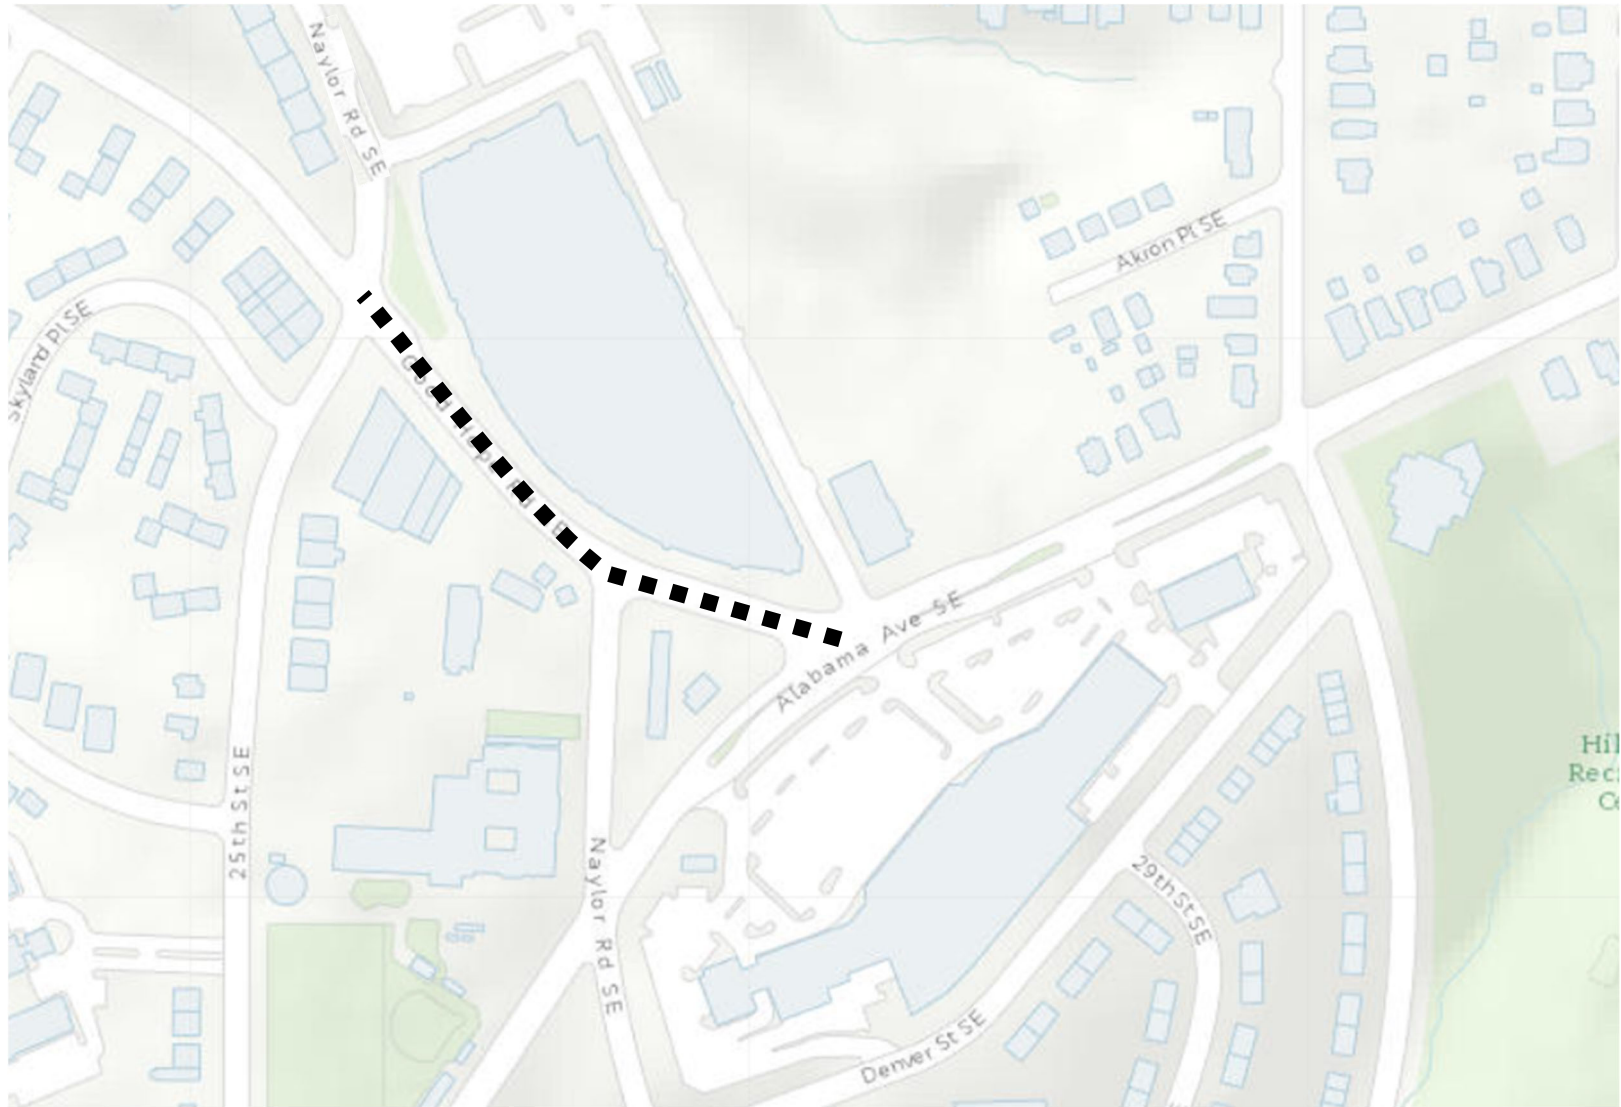 Naylor Rd SE
Akron Pl SE
Skyland Pl SE
Alabama Ave SE
25th St SE
Hil
Rec
Naylor Rd SE
29th St SE
Denver St SE